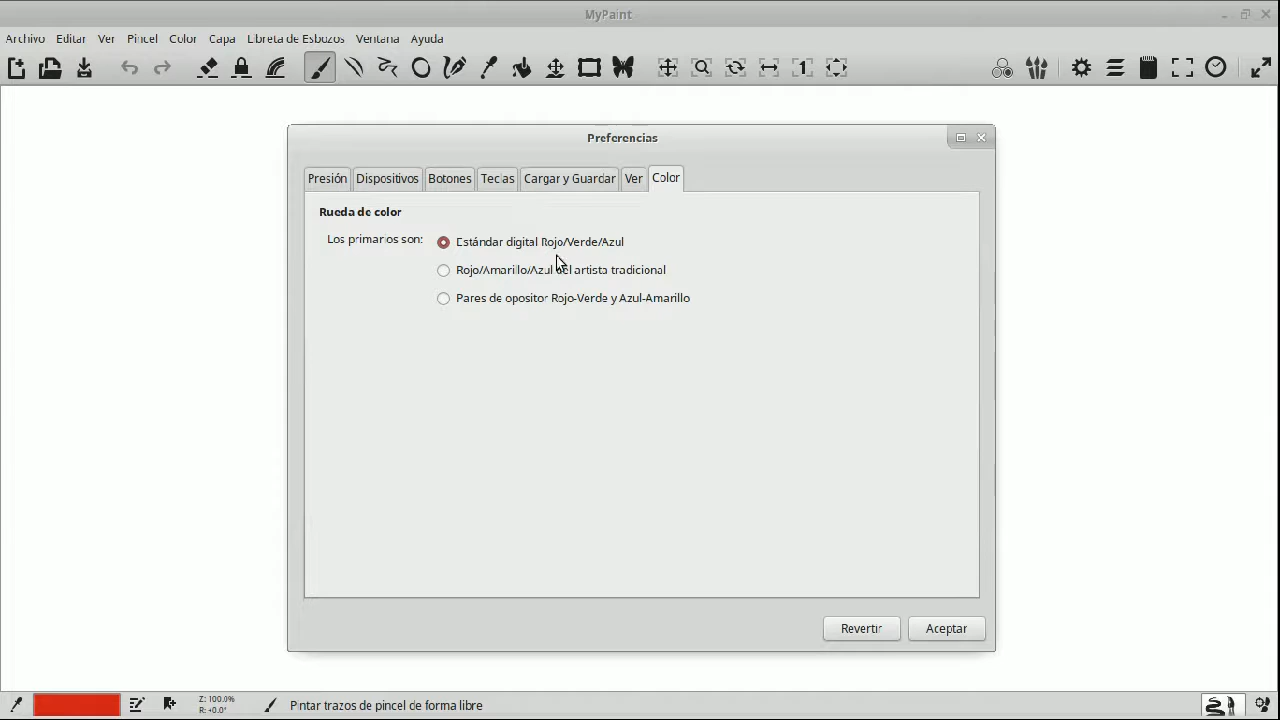 MyPaint
Archivo Editar Ver Pincel Color Capa Libreta de Esbozos Ventana Ayuda
Preferencias
Presión Dispositivos Botones Teclas Cargar y Guardar Ver Color
Rueda de color
Los primarios son:
Estándar digital Rojo/Verde/Azul
Rojo/Amarillo/Azul del artista tradicional
Pares de opositor Rojo-Verde y Azul-Amarillo
Revertir Aceptar
Z: 100.0%
R: +0.0°
Pintar trazos de pincel de forma libre